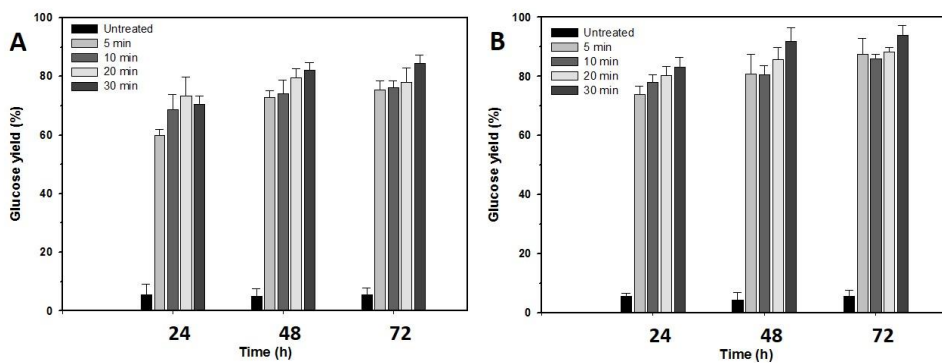 A
Untreated
5 min
10 min
20 min
30 min
100
80
60
40
20
0
Glucose yield (%)
24 48 72
Time (h)
B
Untreated
5 min
10 min
20 min
30 min
100
80
60
40
20
0
Glucose yield (%)
24 48 72
Time (h)